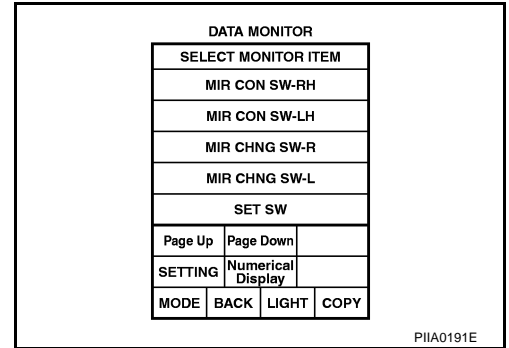 DATA MONITOR
SELECT MONITOR ITEM
MIR CON SW-RH
MIR CON SW-LH
MIR CHNG SW-R
MIR CHNG SW-L
SET SW
Page Up Page Down
SETTING Numerical
Display
MODE BACK LIGHT COPY
PIIA0191E